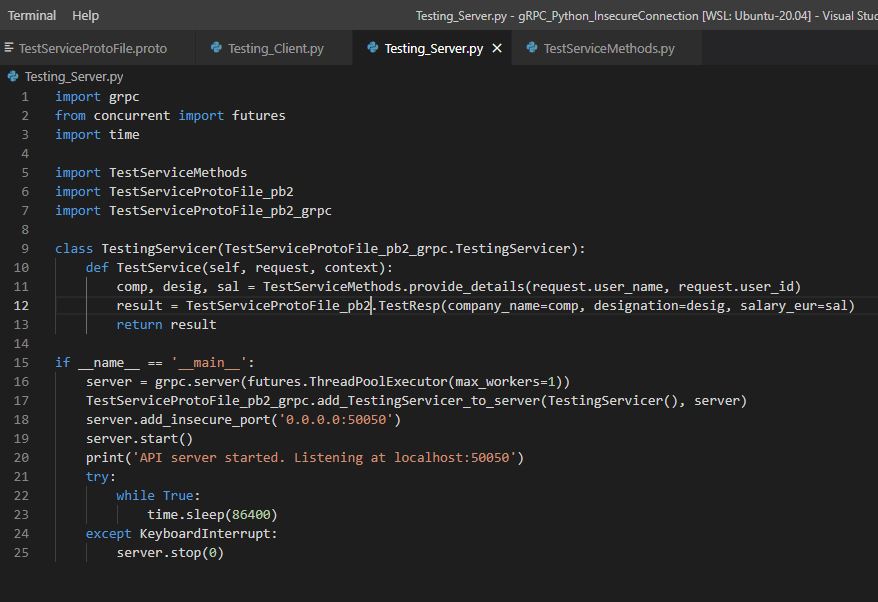 Terminal Help Testing_Server.py - gRPC_Python_InsecureConnection [WSL: Ubuntu-20.04] - Visual
TestServiceProtoFile.proto Testing_Client.py Testing_Server.py TestServiceMethods.py
Testing_Server.py
1 import grpc
2 from concurrent import futures
3 import time
4
5 import TestServiceMethods
6 import TestServiceProtoFile_pb2
7 import TestServiceProtoFile_pb2_grpc
8
9 class TestingServicer(TestServiceProtoFile_pb2_grpc.TestingServicer):
10 def TestService(self, request, context):
11 comp, desig, sal = TestServiceMethods.provide_details(request.user_name, request.user_id)
12 result = TestServiceProtoFile_pb2.TestResp(company_name=comp, designation=desig, salary_eur=sal)
13 return result
14
15 if __name__ == '__main__':
16 server = grpc.server(futures.ThreadPoolExecutor(max_workers=1))
17 TestServiceProtoFile_pb2_grpc.add_TestingServicer_to_server(TestingServicer(), server)
18 server.add_insecure_port('0.0.0.0:50050')
19 server.start()
20 print('API server started. Listening at localhost:50050')
21 try:
22 while True:
23 time.sleep(86400)
24 except KeyboardInterrupt:
25 server.stop(0)